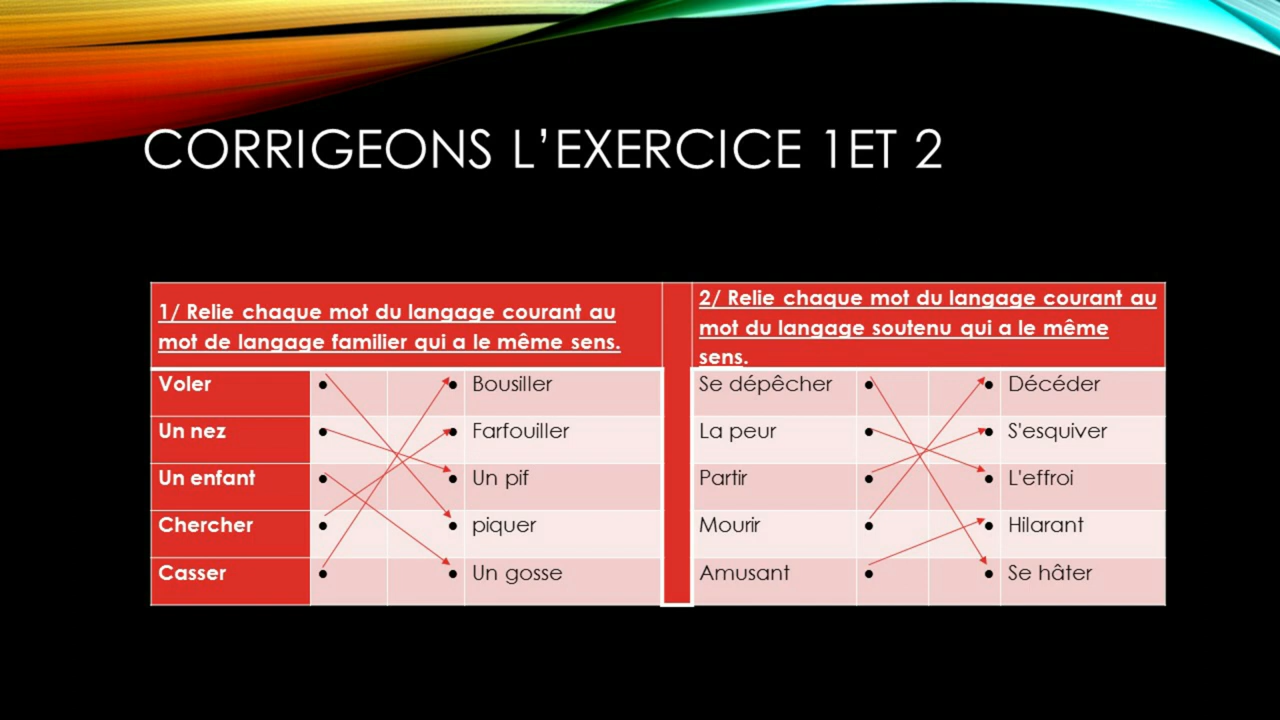 CORRIGEONS L’EXERCICE 1ET 2
1/ Relie chaque mot du langage courant au
mot de langage familier qui a le même sens.
Voler
Bousiller
Un nez
Farfouiller
Un enfant
Un pif
Chercher
piquer
Casser
Un gosse
2/ Relie chaque mot du langage courant au
mot du langage soutenu qui a le même
sens.
Se dépêcher
Décéder
La peur
S'esquiver
Partir
L'effroi
Mourir
Hilarant
Amusant
Se hâter